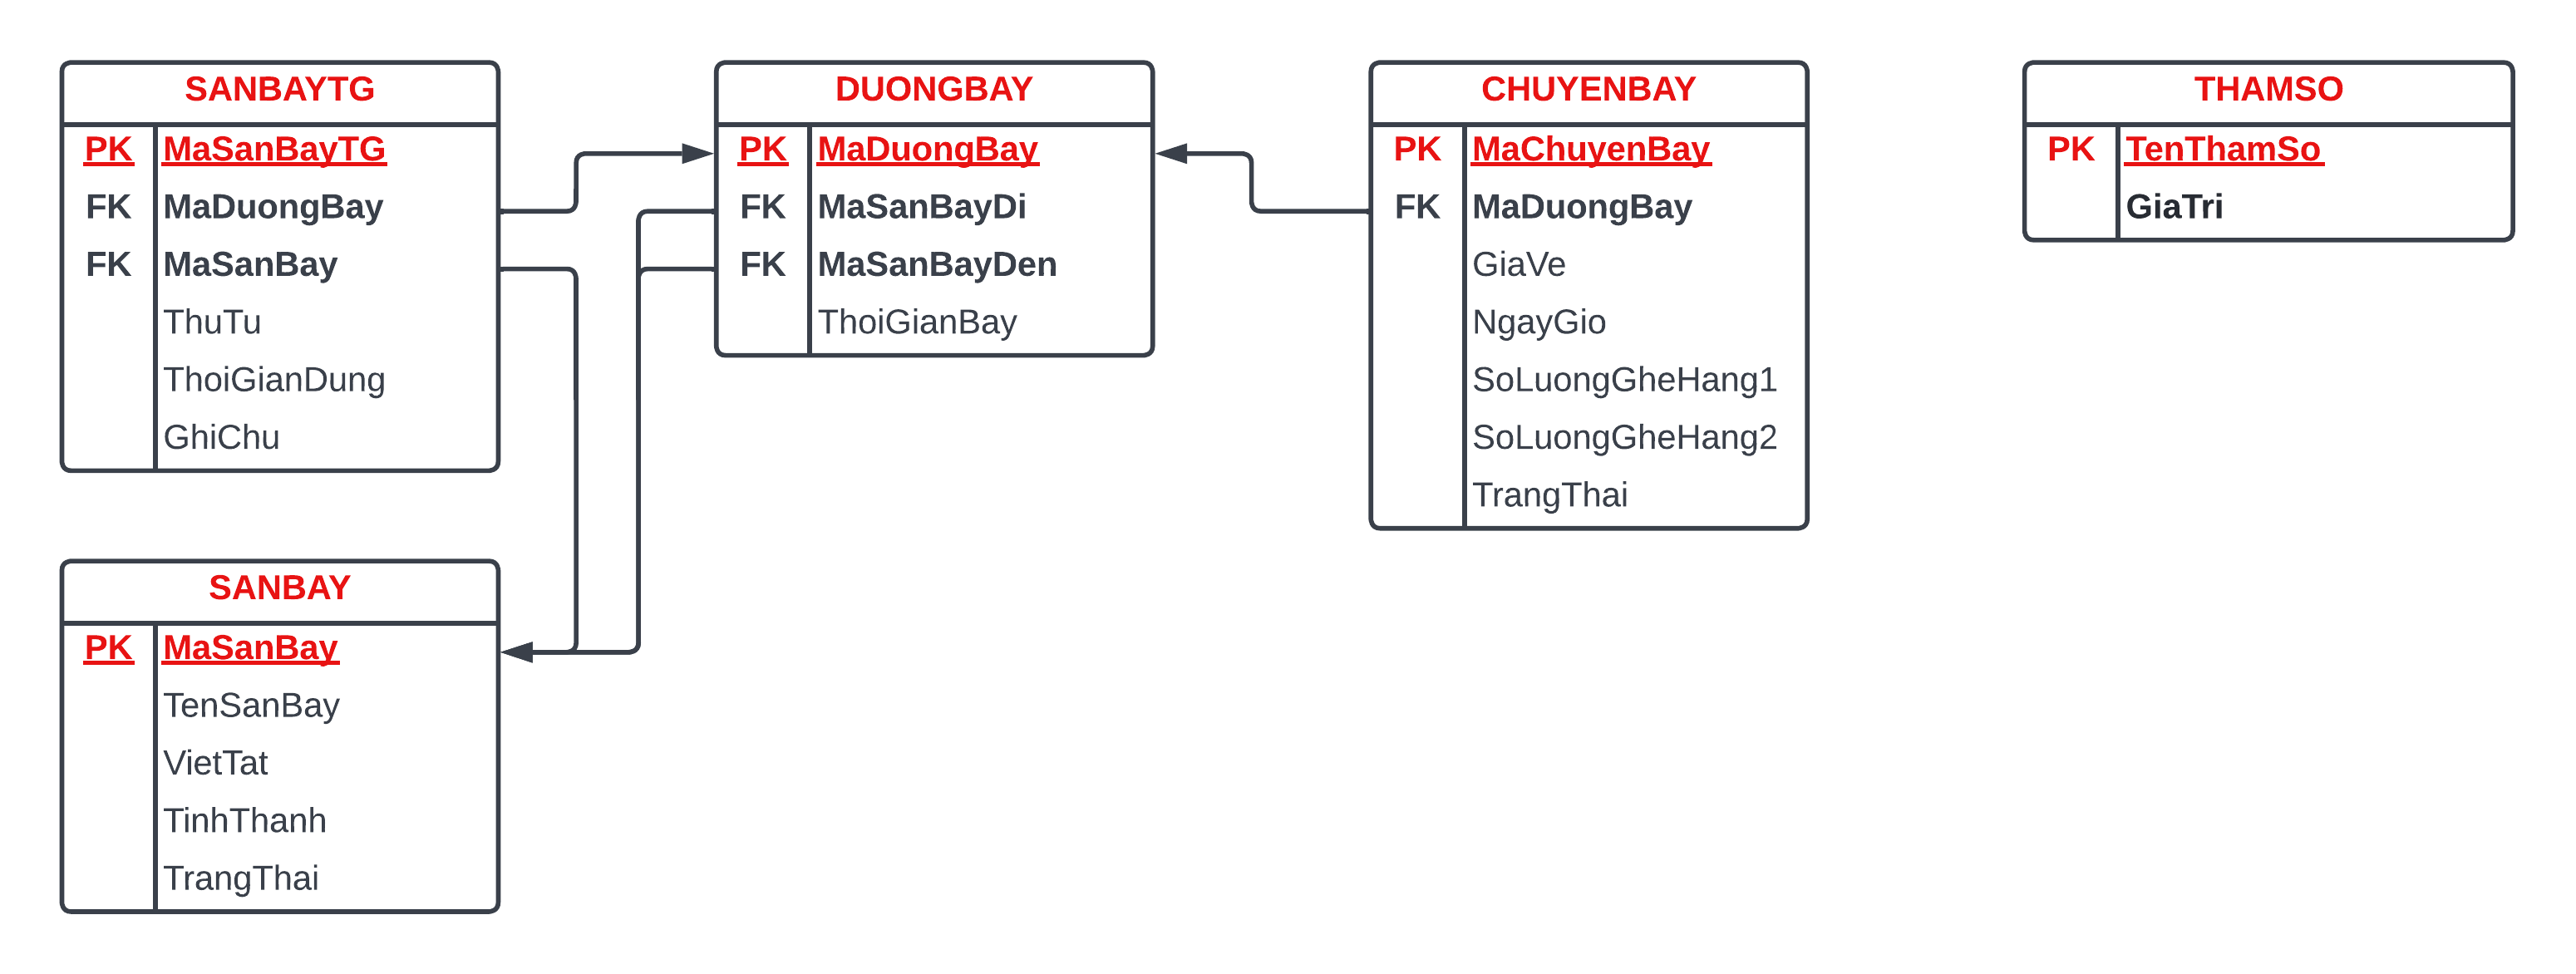 SANBAYTG
PK MaSanBayTG
FK MaDuongBay
FK MaSanBay
ThuTu
ThoiGianDung
GhiChu
DUONGBAY
PK MaDuongBay
FK MaSanBayDi
FK MaSanBayDen
ThoiGianBay
CHUYENBAY
PK MaChuyenBay
FK MaDuongBay
GiaVe
NgayGio
SoLuongGheHang1
SoLuongGheHang2
TrangThai
THAMSO
PK TenThamSo
GiaTri
SANBAY
PK MaSanBay
TenSanBay
VietTat
TinhThanh
TrangThai